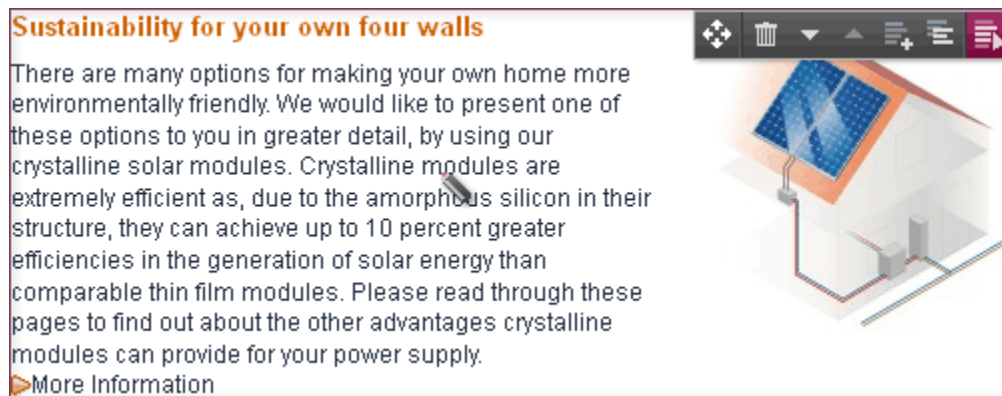 Sustainability for your own four walls
There are many options for making your own home more
environmentally friendly. We would like to present one of
these options to you in greater detail, by using our
crystalline solar modules. Crystalline modules are
extremely efficient as, due to the amorphous silicon in their
structure, they can achieve up to 10 percent greater
efficiencies in the generation of solar energy than
comparable thin film modules. Please read through these
pages to find out about the other advantages crystalline
modules can provide for your power supply.
More Information